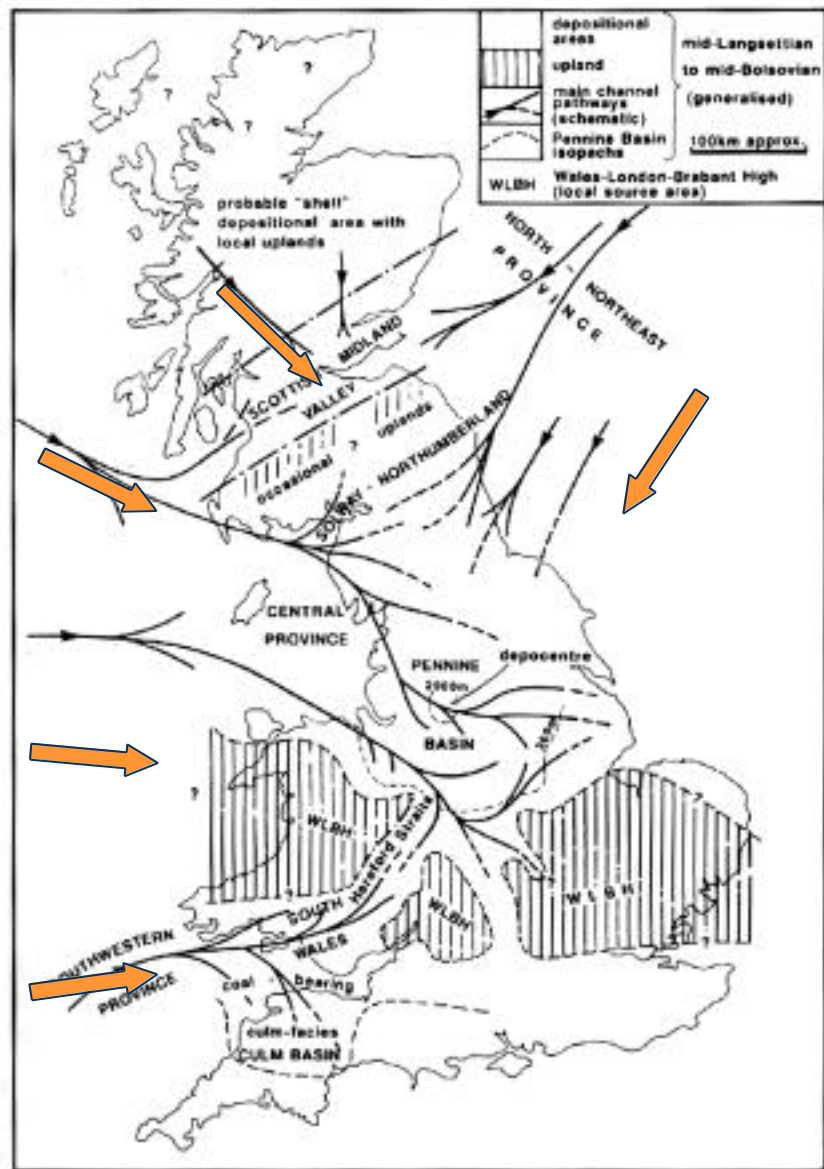 depositional
areas
upland
main channel
pathways
(schematic)
Pennine Basin
isopachs
mid-Langsettian
to mid-Bolsovian
(generalised)
100km approx.
WLBH
Wales-London-Brabant High
(local source area)
?
?
?
probable "shell"
depositional area with
local uplands
NORTH - NORTHEAST
PROVINCE
SCOTTISH MIDLAND
VALLEY
uplands
?
occasional
SOLWAY - NORTHUMBERLAND
CENTRAL
PROVINCE
PENNINE
depocentre
2000m
BASIN
?
WLBH
Hereford Straits
?
WLBH
?
WLBH
?
?
SOUTH
WALES
SOUTHWESTERN
PROVINCE
coal - bearing
culm-facies
CULM BASIN